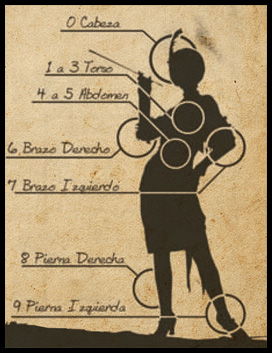 0 Cabeza
1 a 3 Torso
4 a 5 Abdomen
6 Brazo Derecho
7 Brazo Izquierdo
8 Pierna Derecha
9 Pierna Izquierda